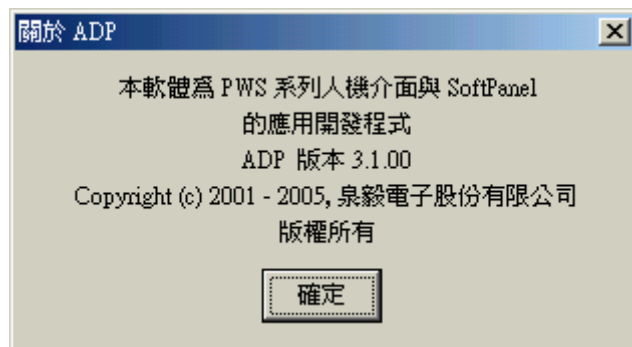 關於 ADP
本軟體爲 PWS 系列人機介面與 SoftPanel
的應用開發程式
ADP 版本 3.1.00
Copyright (c) 2001 - 2005, 泉毅電子股份有限公司
版權所有
確定